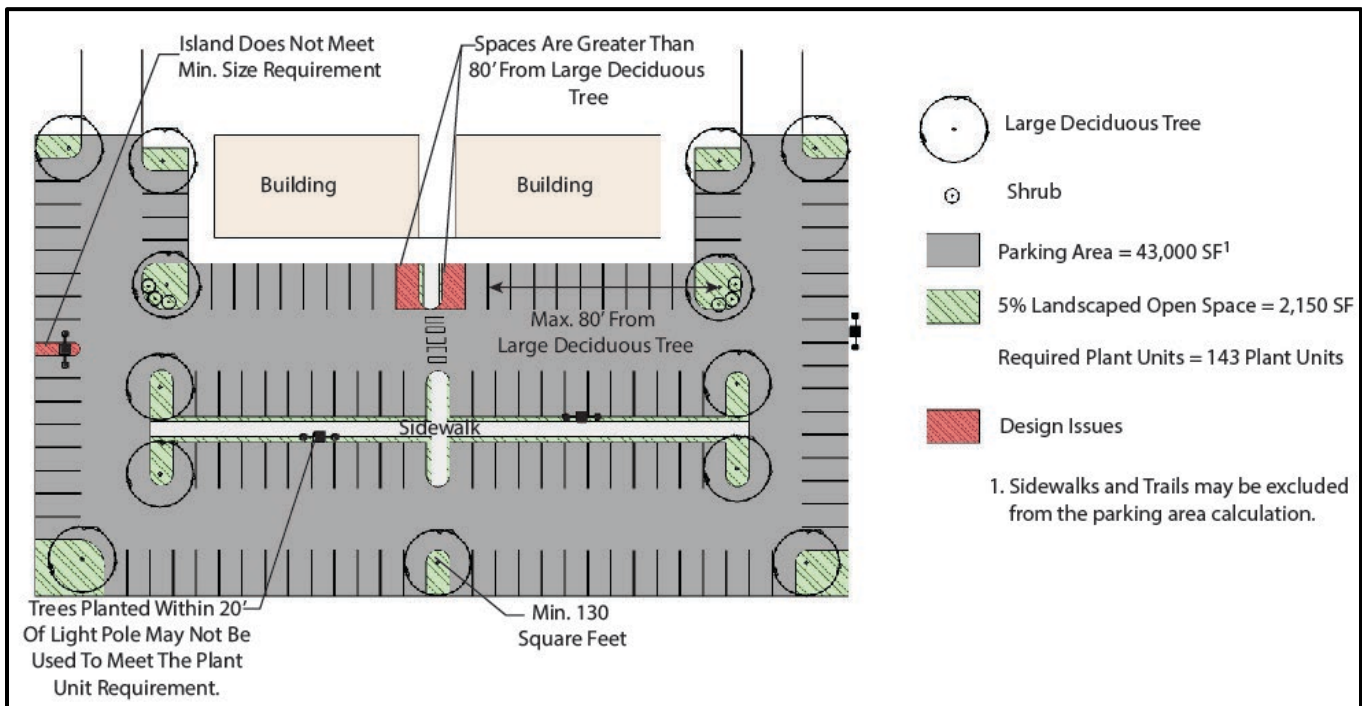 Island Does Not Meet
Min. Size Requirement
Spaces Are Greater Than
80' From Large Deciduous
Tree
Building
Building
Max. 80' From
Large Deciduous Tree
Sidewalk
Trees Planted Within 20'
Of Light Pole May Not Be
Used To Meet The Plant
Unit Requirement.
Min. 130
Square Feet
Large Deciduous Tree
Shrub
Parking Area = 43,000 SF¹
5% Landscaped Open Space = 2,150 SF
Required Plant Units = 143 Plant Units
Design Issues
1. Sidewalks and Trails may be excluded
from the parking area calculation.